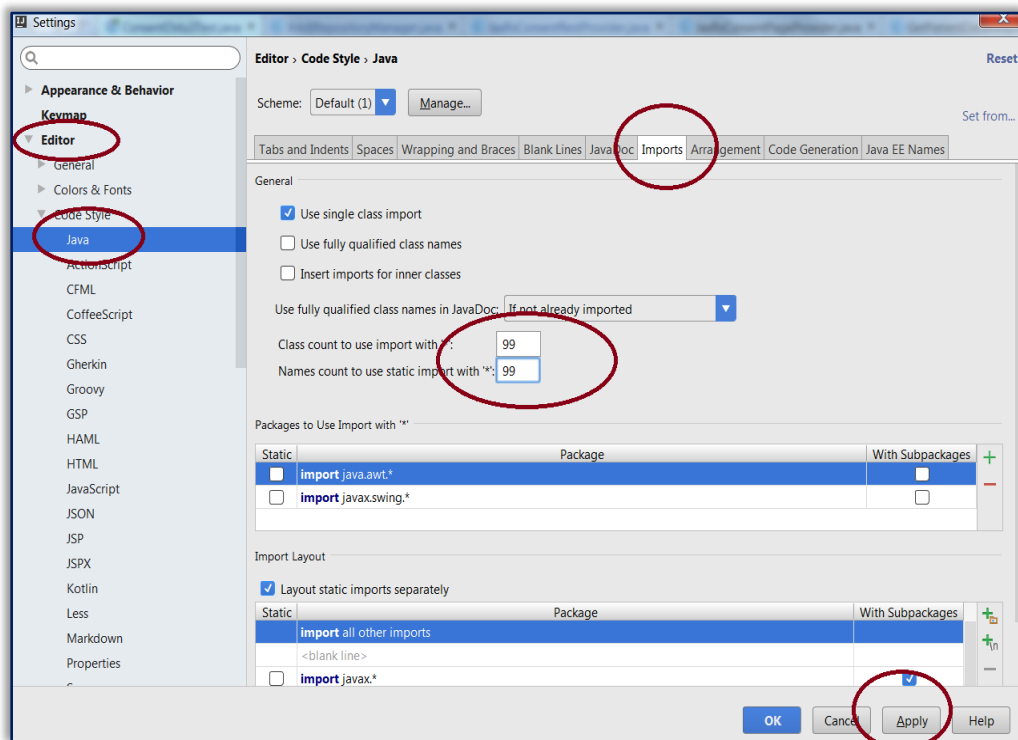 Settings
Editor › Code Style › Java
Reset
Appearance & Behavior
Keymap
Editor
General
Colors & Fonts
Code Style
Java
ActionScript
CFML
CoffeeScript
CSS
Gherkin
Groovy
GSP
HAML
HTML
JavaScript
JSON
JSP
JSPX
Kotlin
Less
Markdown
Properties
Scheme: Default (1) Manage...
Set from...
Tabs and Indents Spaces Wrapping and Braces Blank Lines JavaDoc Imports Arrangement Code Generation Java EE Names
General
Use single class import
Use fully qualified class names
Insert imports for inner classes
Use fully qualified class names in JavaDoc: If not already imported
Class count to use import with '*': 99
Names count to use static import with '*': 99
Packages to Use Import with '*'
Static Package With Subpackages
import java.awt.*
import javax.swing.*
Import Layout
Layout static imports separately
Static Package With Subpackages
import all other imports
<blank line>
import javax.*
OK Cancel Apply Help